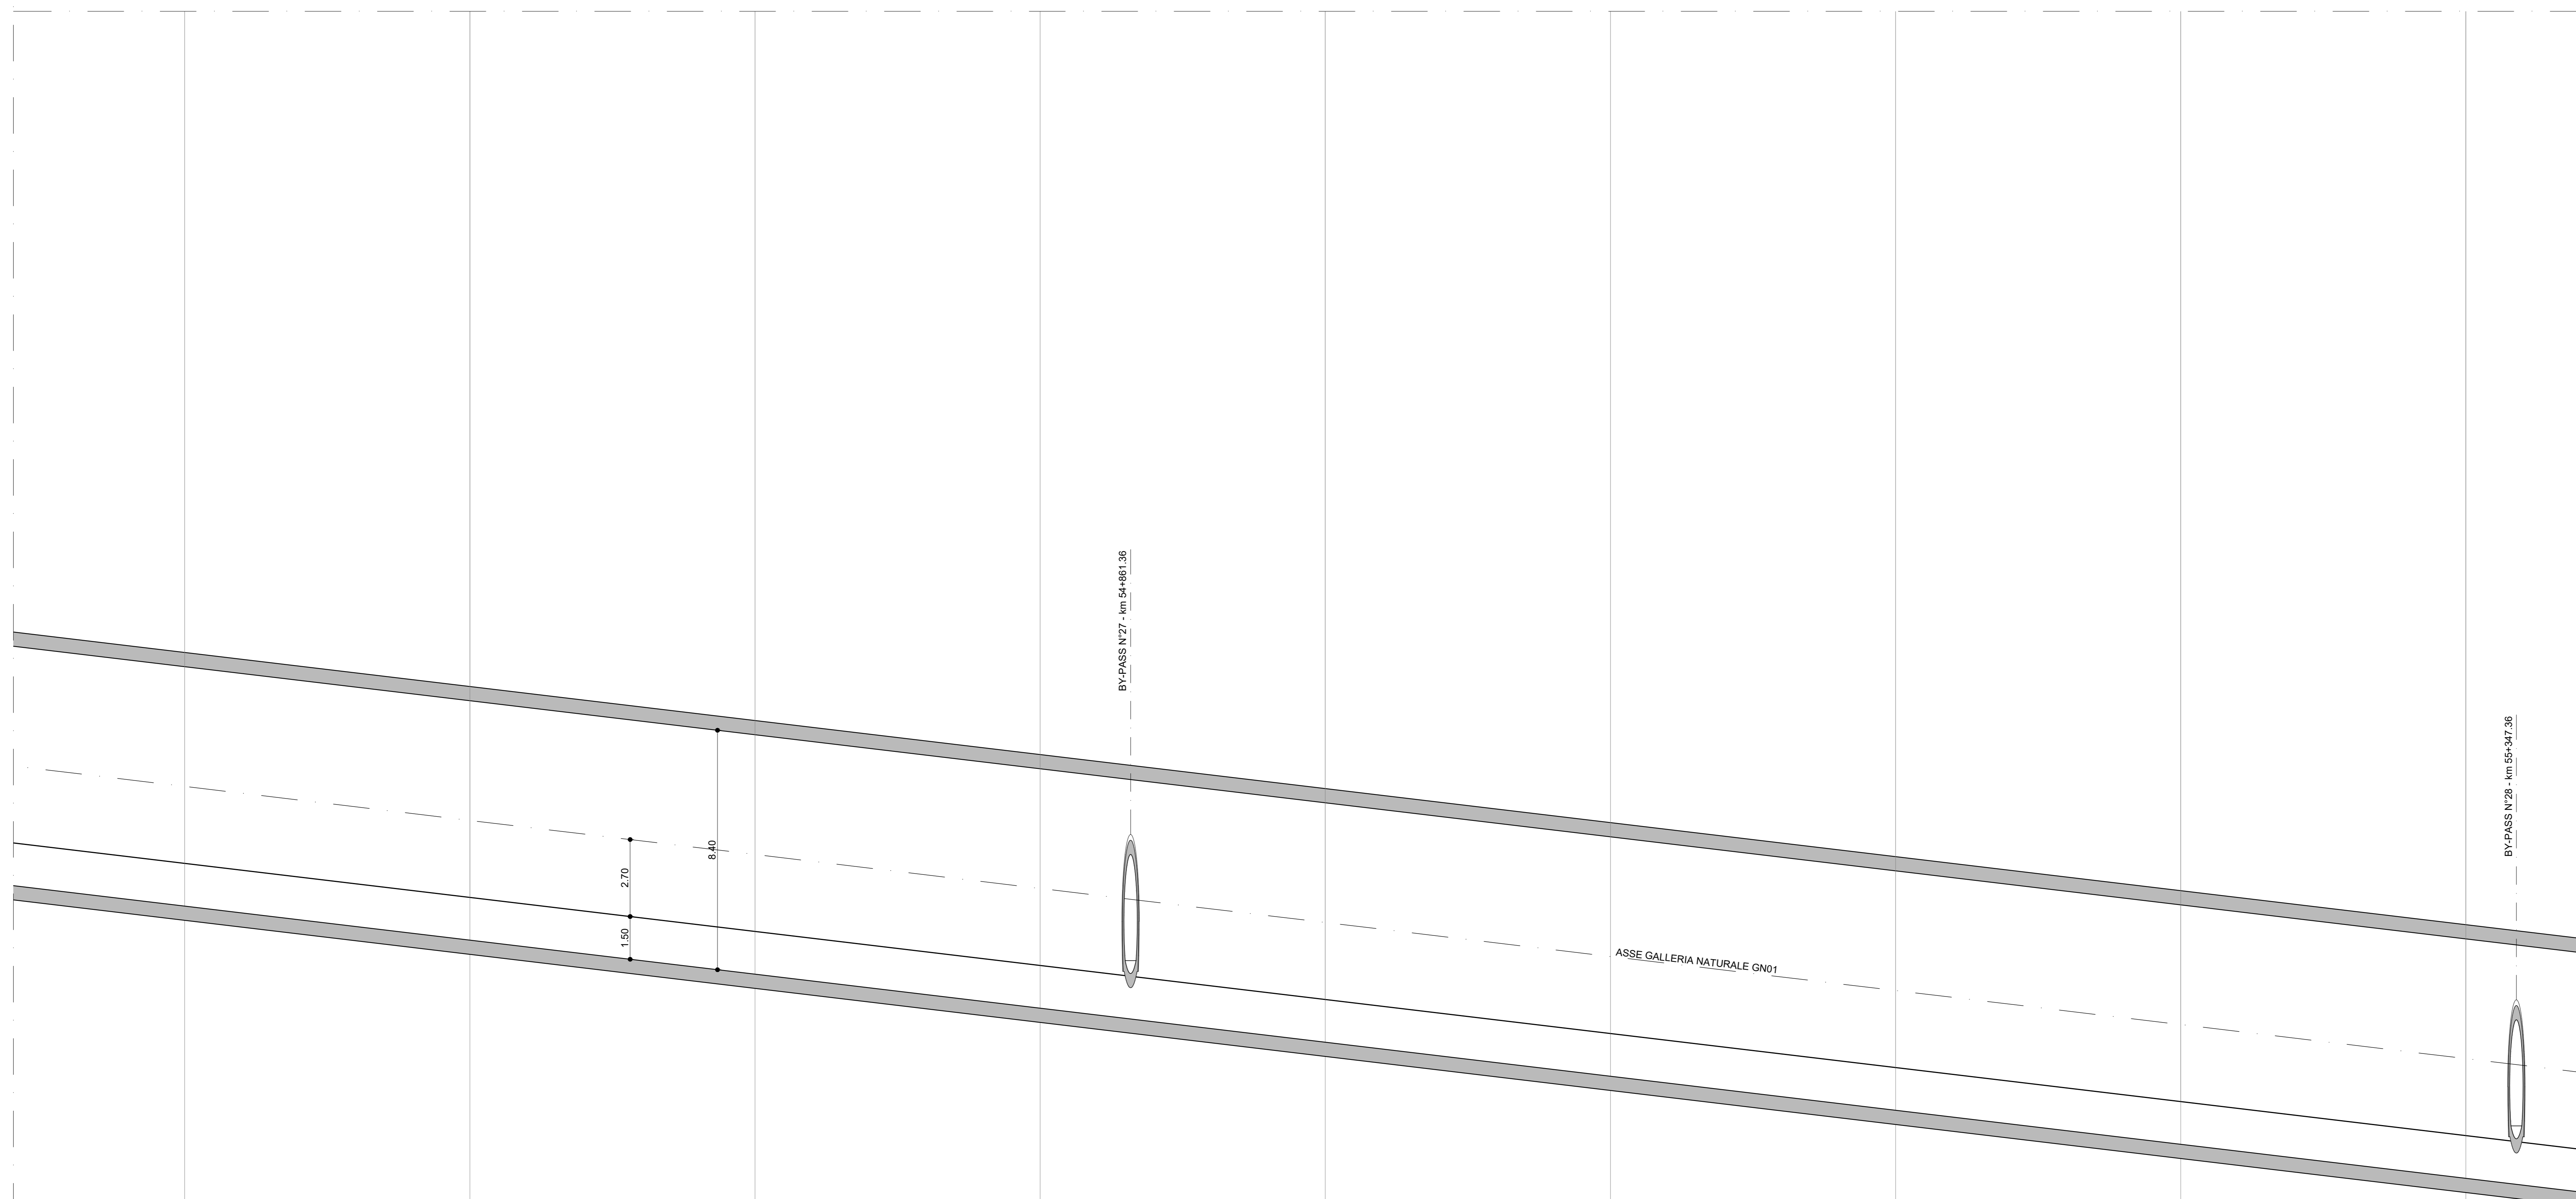 BY-PASS N°27 - km 54+861.36
BY-PASS N°28 - km 55+347.36
8.40
2.70
1.50
ASSE GALLERIA NATURALE GN01